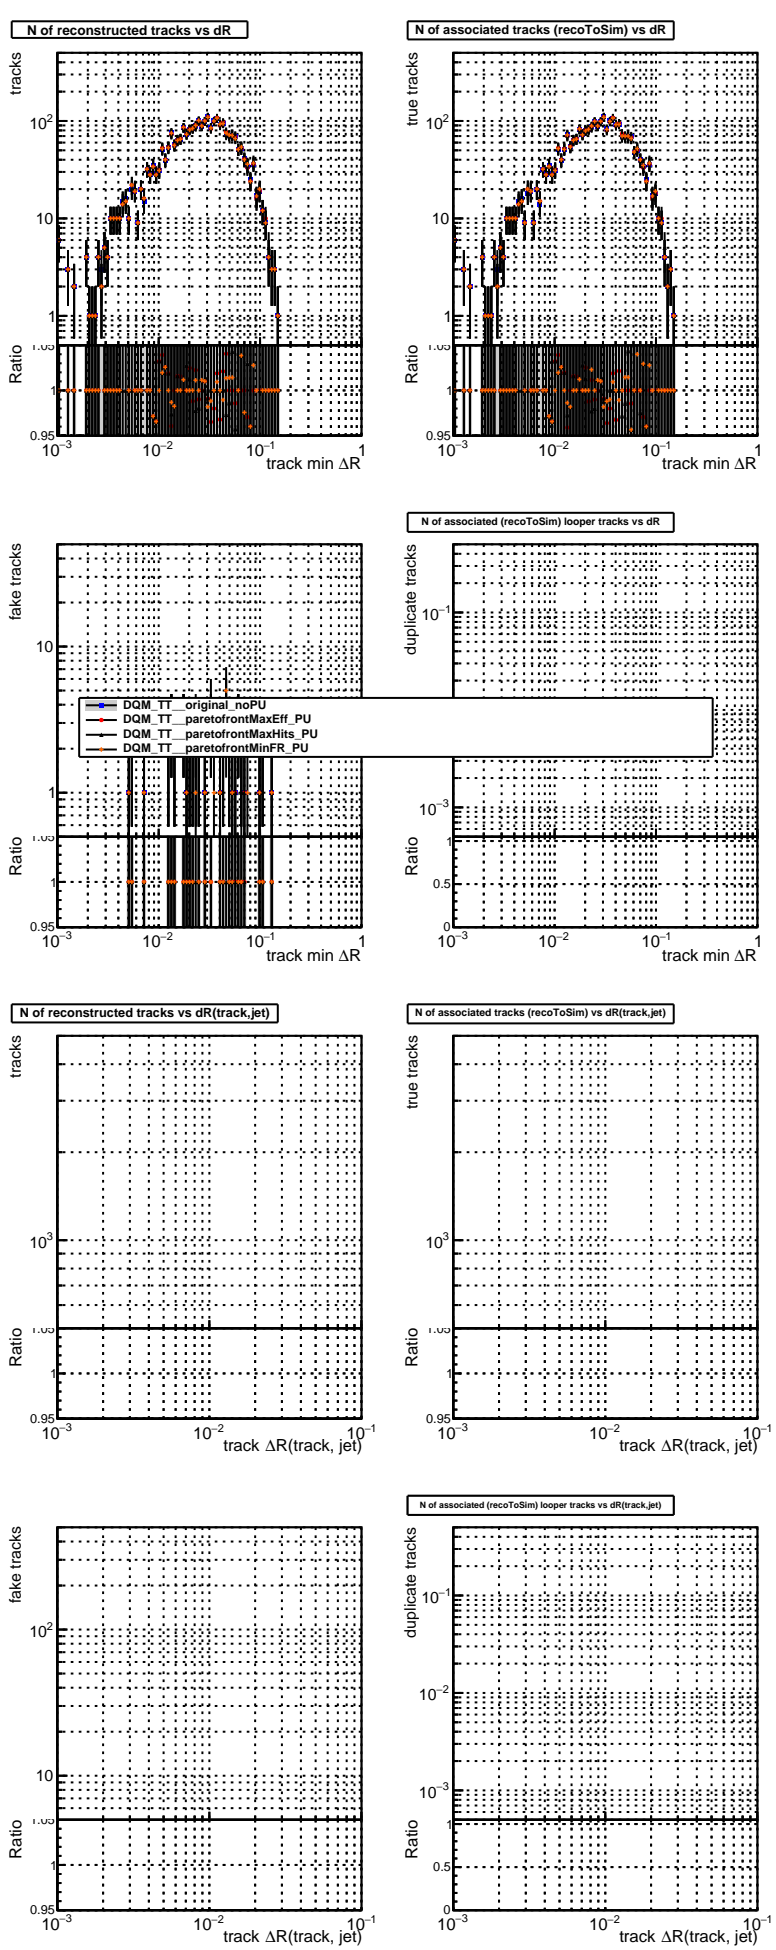 N of reconstructed tracks vs dR
tracks
10²
10
1
1.05
Ratio
1
0.95
10⁻³
10⁻²
10⁻¹
1
track min ΔR
N of associated tracks (recoToSim) vs dR
true tracks
10²
10
1
1.05
Ratio
1
0.95
10⁻³
10⁻²
10⁻¹
1
track min ΔR
fake tracks
10
1
1.05
Ratio
1
0.95
10⁻³
10⁻²
10⁻¹
1
track min ΔR
N of associated (recoToSim) looper tracks vs dR
duplicate tracks
10⁻¹
10⁻³
1
Ratio
0.5
0
10⁻³
10⁻²
10⁻¹
1
track min ΔR
DQM_TT__original_noPU
DQM_TT__paretofrontMaxEff_PU
DQM_TT__paretofrontMaxHits_PU
DQM_TT__paretofrontMinFR_PU
N of reconstructed tracks vs dR(track,jet)
tracks
10³
1.05
Ratio
1
0.95
10⁻³
10⁻²
10⁻¹
track ΔR(track, jet)
N of associated tracks (recoToSim) vs dR(track,jet)
true tracks
10³
1.05
Ratio
1
0.95
10⁻³
10⁻²
10⁻¹
track ΔR(track, jet)
fake tracks
10²
10
1.05
Ratio
1
0.95
10⁻³
10⁻²
10⁻¹
track ΔR(track, jet)
N of associated (recoToSim) looper tracks vs dR(track,jet)
duplicate tracks
10⁻¹
10⁻²
10⁻³
1
Ratio
0.5
0
10⁻³
10⁻²
10⁻¹
track ΔR(track, jet)